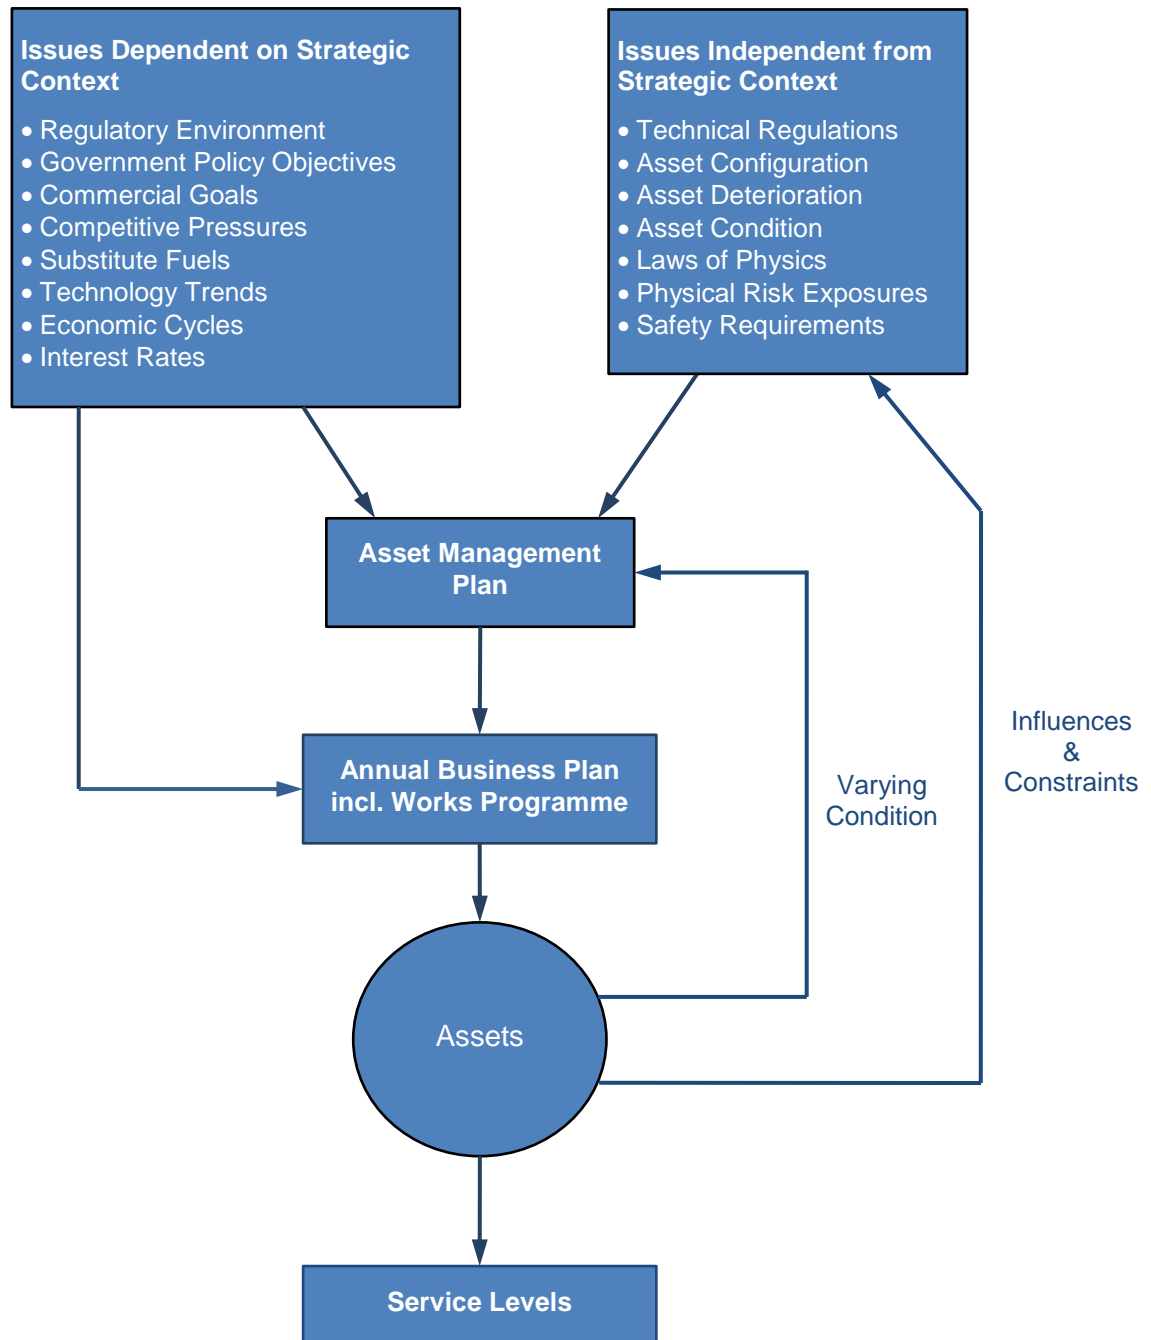 Issues Dependent on Strategic
Context
• Regulatory Environment
• Government Policy Objectives
• Commercial Goals
• Competitive Pressures
• Substitute Fuels
• Technology Trends
• Economic Cycles
• Interest Rates
Issues Independent from
Strategic Context
• Technical Regulations
• Asset Configuration
• Asset Deterioration
• Asset Condition
• Laws of Physics
• Physical Risk Exposures
• Safety Requirements
Asset Management
Plan
Annual Business Plan
incl. Works Programme
Varying
Condition
Influences
&
Constraints
Assets
Service Levels